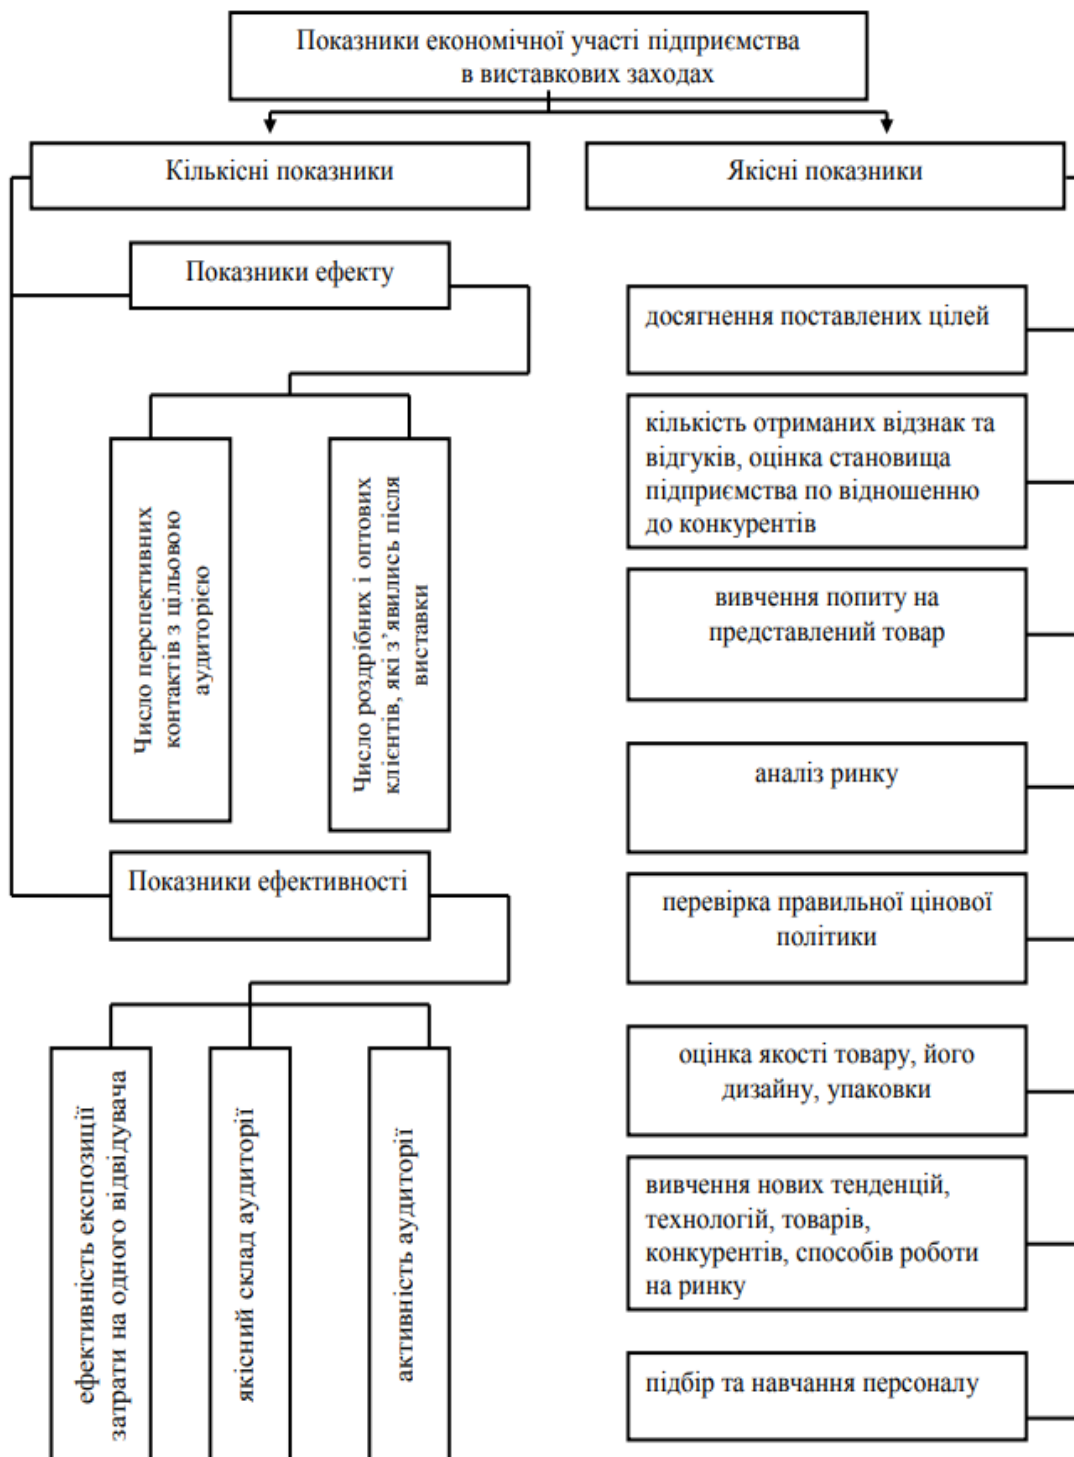 Показники економічної участі підприємства
в виставкових заходах
Кількісні показники
Якісні показники
Показники ефекту
Число перспективних
контактів з цільовою
аудиторією
Число роздрібних і оптових
клієнтів, які з’явились після
виставки
Показники ефективності
ефективність експозиції
затрати на одного відвідувача
якісний склад аудиторії
активність аудиторії
досягнення поставлених цілей
кількість отриманих відзнак та
відгуків, оцінка становища
підприємства по відношенню
до конкурентів
вивчення попиту на
представлений товар
аналіз ринку
перевірка правильної цінової
політики
оцінка якості товару, його
дизайну, упаковки
вивчення нових тенденцій,
технологій, товарів,
конкурентів, способів роботи
на ринку
підбір та навчання персоналу